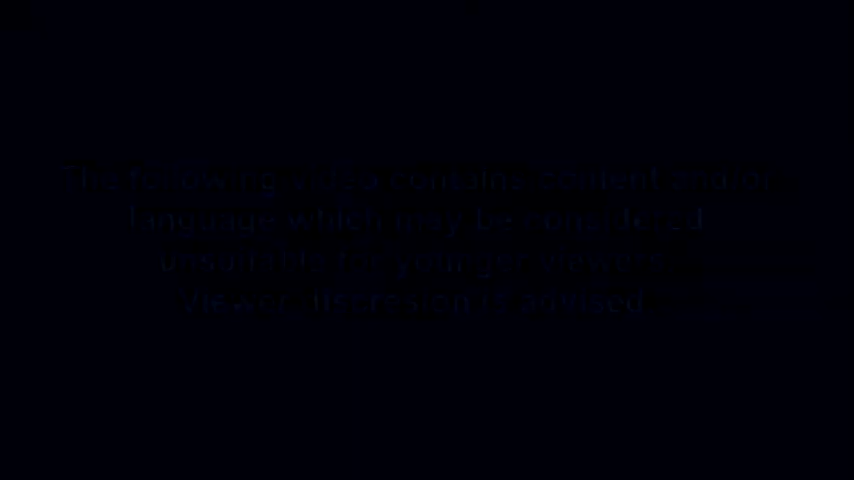 The following video contains content and/or
language which may be considered
unsuitable for younger viewers.
Viewer discresion is advised